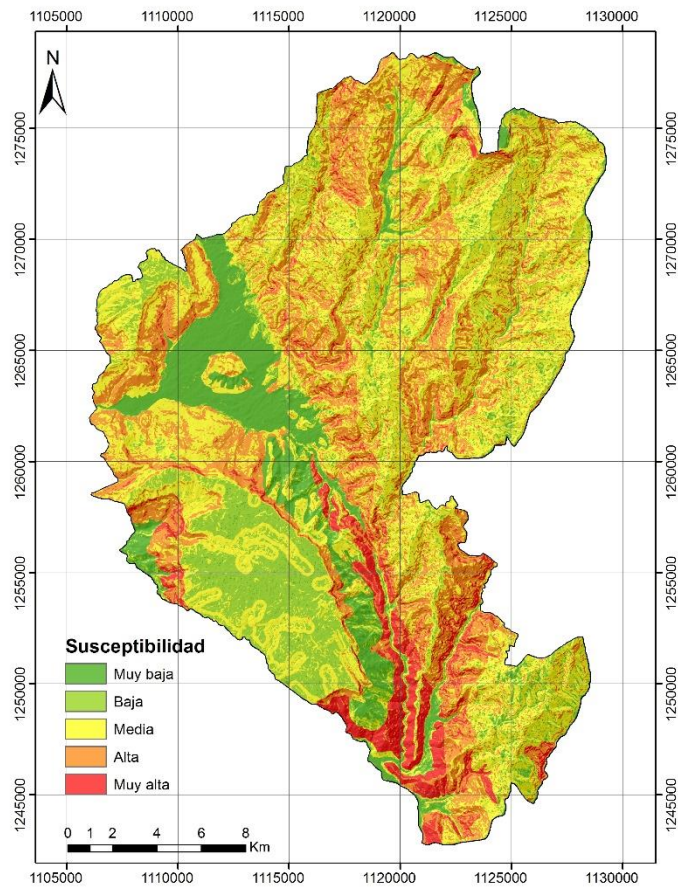 1105000 1110000 1115000 1120000 1125000 1130000
N
1275000 1275000
1270000 1270000
1265000 1265000
1260000 1260000
1255000 1255000
1250000 1250000
1245000 1245000
Susceptibilidad
Muy baja
Baja
Media
Alta
Muy alta
0 1 2 4 6 8
Km
1105000 1110000 1115000 1120000 1125000 1130000